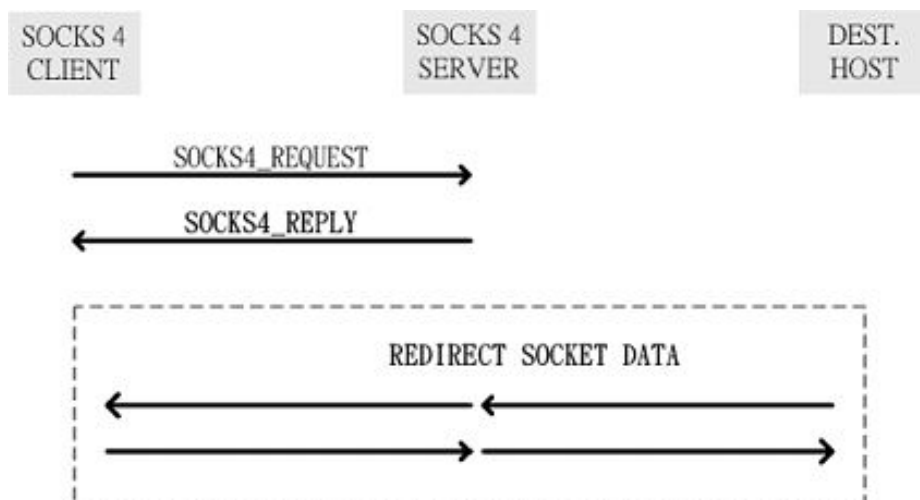 SOCKS 4
CLIENT
SOCKS 4
SERVER
DEST.
HOST
SOCKS4_REQUEST
SOCKS4_REPLY
REDIRECT SOCKET DATA